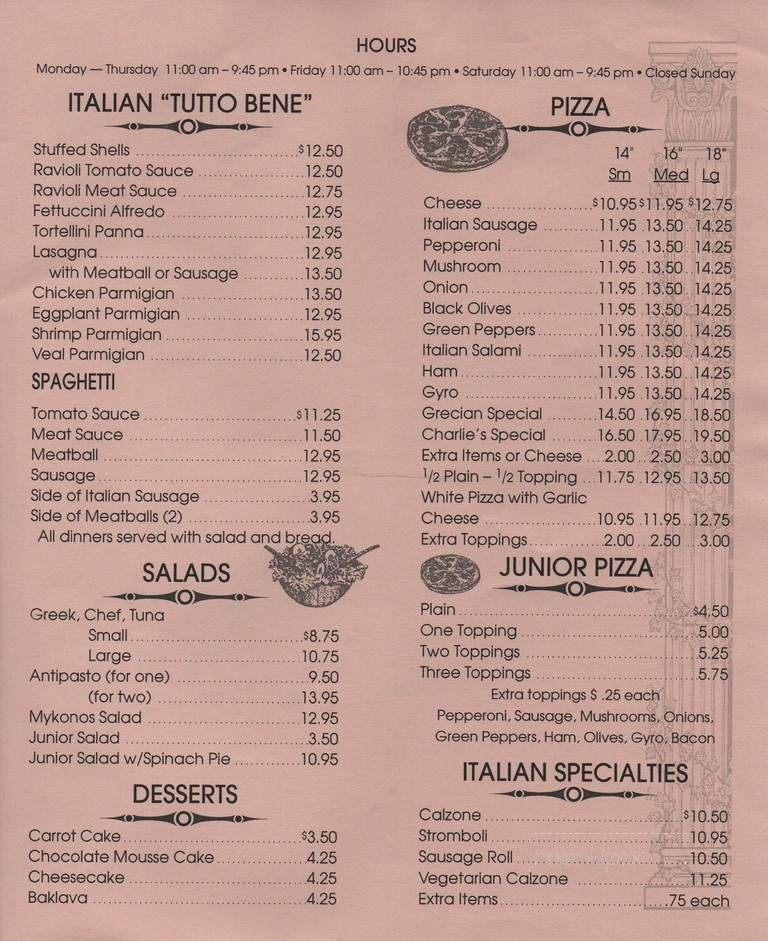 HOURS
Monday — Thursday 11:00 am – 9:45 pm • Friday 11:00 am – 10:45 pm • Saturday 11:00 am – 9:45 pm • Closed Sunday
ITALIAN “TUTTO BENE”
Stuffed Shells $12.50
Ravioli Tomato Sauce 12.50
Ravioli Meat Sauce 12.75
Fettuccini Alfredo 12.95
Tortellini Panna 12.95
Lasagna 12.95
with Meatball or Sausage 13.50
Chicken Parmigian 13.50
Eggplant Parmigian 12.95
Shrimp Parmigian 15.95
Veal Parmigian 12.50
SPAGHETTI
Tomato Sauce $11.25
Meat Sauce 11.50
Meatball 12.95
Sausage 12.95
Side of Italian Sausage 3.95
Side of Meatballs (2) 3.95
All dinners served with salad and bread.
SALADS
Greek, Chef, Tuna
Small $8.75
Large 10.75
Antipasto (for one) 9.50
(for two) 13.95
Mykonos Salad 12.95
Junior Salad 3.50
Junior Salad w/Spinach Pie 10.95
DESSERTS
Carrot Cake $3.50
Chocolate Mousse Cake 4.25
Cheesecake 4.25
Baklava 4.25
PIZZA
14" 16" 18"
Sm Med Lg
Cheese $10.95 $11.95 $12.75
Italian Sausage 11.95 13.50 14.25
Pepperoni 11.95 13.50 14.25
Mushroom 11.95 13.50 14.25
Onion 11.95 13.50 14.25
Black Olives 11.95 13.50 14.25
Green Peppers 11.95 13.50 14.25
Italian Salami 11.95 13.50 14.25
Ham 11.95 13.50 14.25
Gyro 11.95 13.50 14.25
Grecian Special 14.50 16.95 18.50
Charlie’s Special 16.50 17.95 19.50
Extra Items or Cheese 2.00 2.50 3.00
1/2 Plain – 1/2 Topping 11.75 12.95 13.50
White Pizza with Garlic
Cheese 10.95 11.95 12.75
Extra Toppings 2.00 2.50 3.00
JUNIOR PIZZA
Plain $4.50
One Topping 5.00
Two Toppings 5.25
Three Toppings 5.75
Extra toppings $ .25 each
Pepperoni, Sausage, Mushrooms, Onions,
Green Peppers, Ham, Olives, Gyro, Bacon
ITALIAN SPECIALTIES
Calzone $10.50
Stromboli 10.95
Sausage Roll 10.50
Vegetarian Calzone 11.25
Extra Items .75 each